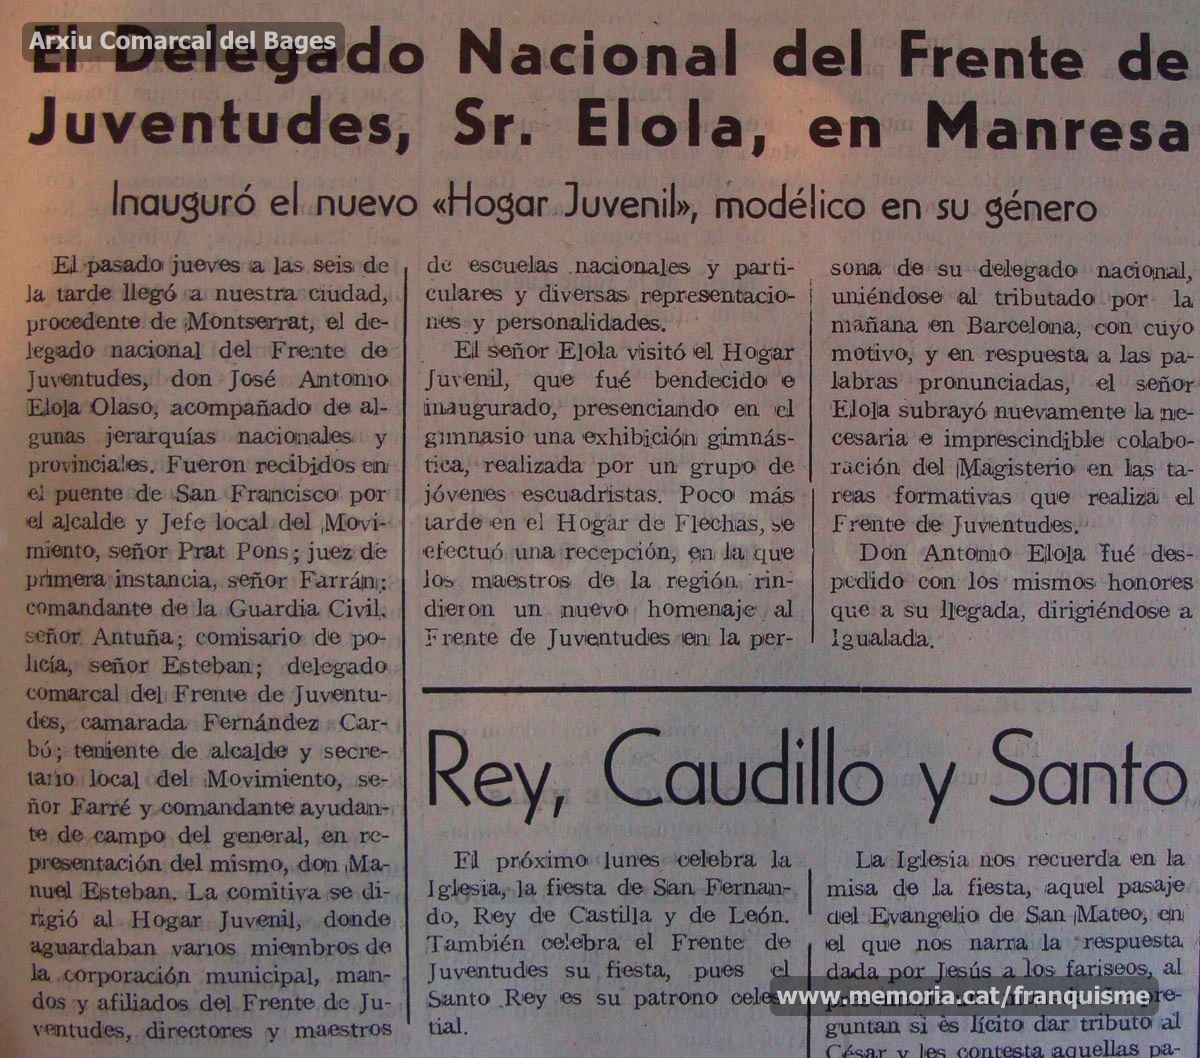 Arxiu Comarcal del Bages
El Delegado Nacional del Frente de
Juventudes, Sr. Elola, en Manresa
Inauguró el nuevo «Hogar Juvenil», modélico en su género
El pasado jueves a las seis de
la tarde llegó a nuestra ciudad,
procedente de Montserrat, el de-
legado nacional del Frente de
Juventudes, don José Antonio
Elola Olaso, acompañado de al-
gunas jerarquías nacionales y
provinciales. Fueron recibidos en
el puente de San Francisco por
el alcalde y Jefe local del Movi-
miento, señor Prat Pons; juez de
primera instancia, señor Farrán;
comandante de la Guardia Civil,
señor Antuña; comisario de po-
licía, señor Esteban; delegado
comarcal del Frente de Juventu-
des, camarada Fernández Car-
bó; teniente de alcalde y secre-
tario local del Movimiento, se-
ñor Farré y comandante ayudan-
te de campo del general, en re-
presentación del mismo, don Ma-
nuel Esteban. La comitiva se di-
rigió al Hogar Juvenil, donde
aguardaban varios miembros de
la corporación municipal, man-
dos y afiliados del Frente de Ju-
ventudes, directores y maestros
de escuelas nacionales y parti-
culares y diversas representacio-
nes y personalidades.
El señor Elola visitó el Hogar
Juvenil, que fué bendecido e
inaugurado, presenciando en el
gimnasio una exhibición gimnás-
tica, realizada por un grupo de
jóvenes escuadristas. Poco más
tarde en el Hogar de Flechas, se
efectuó una recepción, en la que
los maestros de la región rin-
dieron un nuevo homenaje al
Frente de Juventudes en la per-
sona de su delegado nacional,
uniéndose al tributado por la
mañana en Barcelona, con cuyo
motivo, y en respuesta a las pa-
labras pronunciadas, el señor
Elola subrayó nuevamente la ne-
cesaria e imprescindible colabo-
ración del Magisterio en las ta-
reas formativas que realiza el
Frente de Juventudes.
Don Antonio Elola fué des-
pedido con los mismos honores
que a su llegada, dirigiéndose a
Igualada.
Rey, Caudillo y Santo
El próximo lunes celebra la
Iglesia, la fiesta de San Fernan-
do, Rey de Castilla y de León.
También celebra el Frente de
Juventudes su fiesta, pues el
Santo Rey es su patrono celes-
tial.
La Iglesia nos recuerda en la
misa de la fiesta, aquel pasaje
del Evangelio de San Mateo, en
el que nos narra la respuesta
dada por Jesús a los fariseos, al
pre-
guntan si ès lícito dar tributo al
César y les contesta aquellas pa-
www.memoria.cat/franquisme